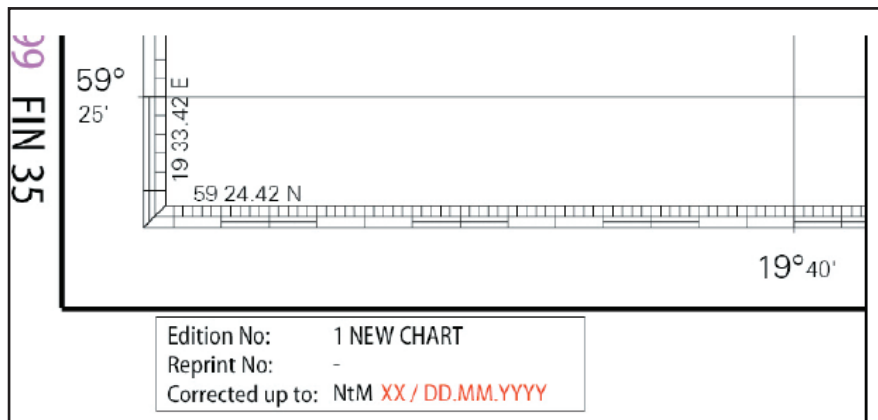 FIN 35
59°
25'
19 33.42 E
59 24.42 N
19°40'
Edition No: 1 NEW CHART
Reprint No: -
Corrected up to: NtM XX / DD.MM.YYYY